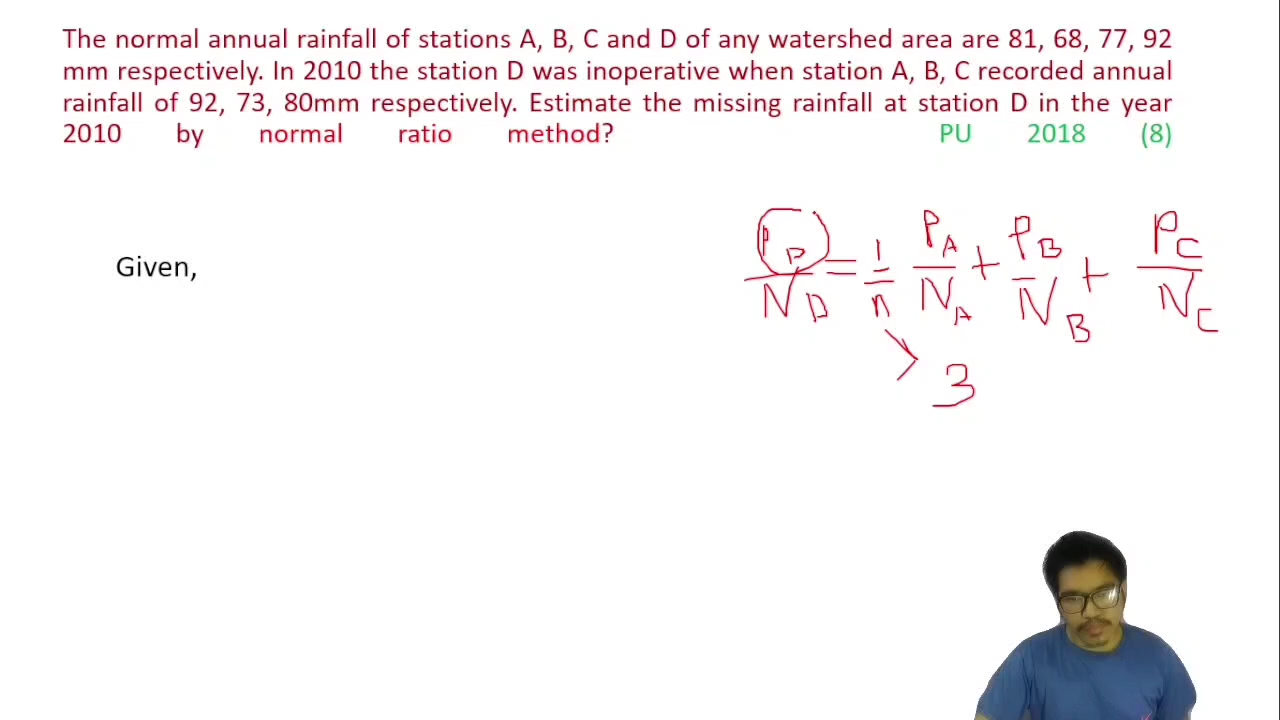 The normal annual rainfall of stations A, B, C and D of any watershed area are 81, 68, 77, 92
mm respectively. In 2010 the station D was inoperative when station A, B, C recorded annual
rainfall of 92, 73, 80mm respectively. Estimate the missing rainfall at station D in the year
2010 by normal ratio method? PU 2018 (8)
Given,
P_D/N_D = 1/n P_A/N_A + P_B/N_B + P_C/N_C
3